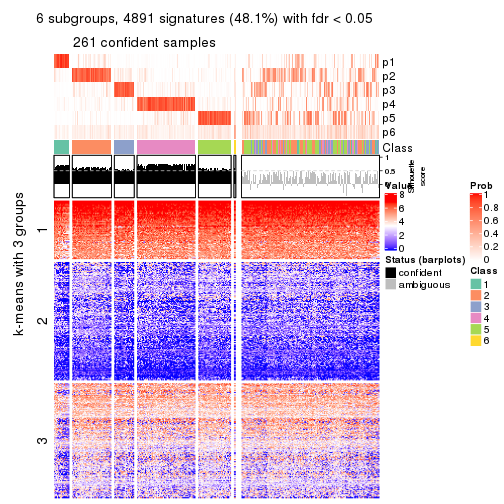 6 subgroups, 4891 signatures (48.1%) with fdr < 0.05
261 confident samples
p1
p2
p3
p4
p5
p6
Class
1
0.5
Silhouette
score
k-means with 3 groups
1
2
3
Value
8
6
4
2
0
Status (barplots)
confident
ambiguous
Prob
1
0.8
0.6
0.4
0.2
0
Class
1
2
3
4
5
6